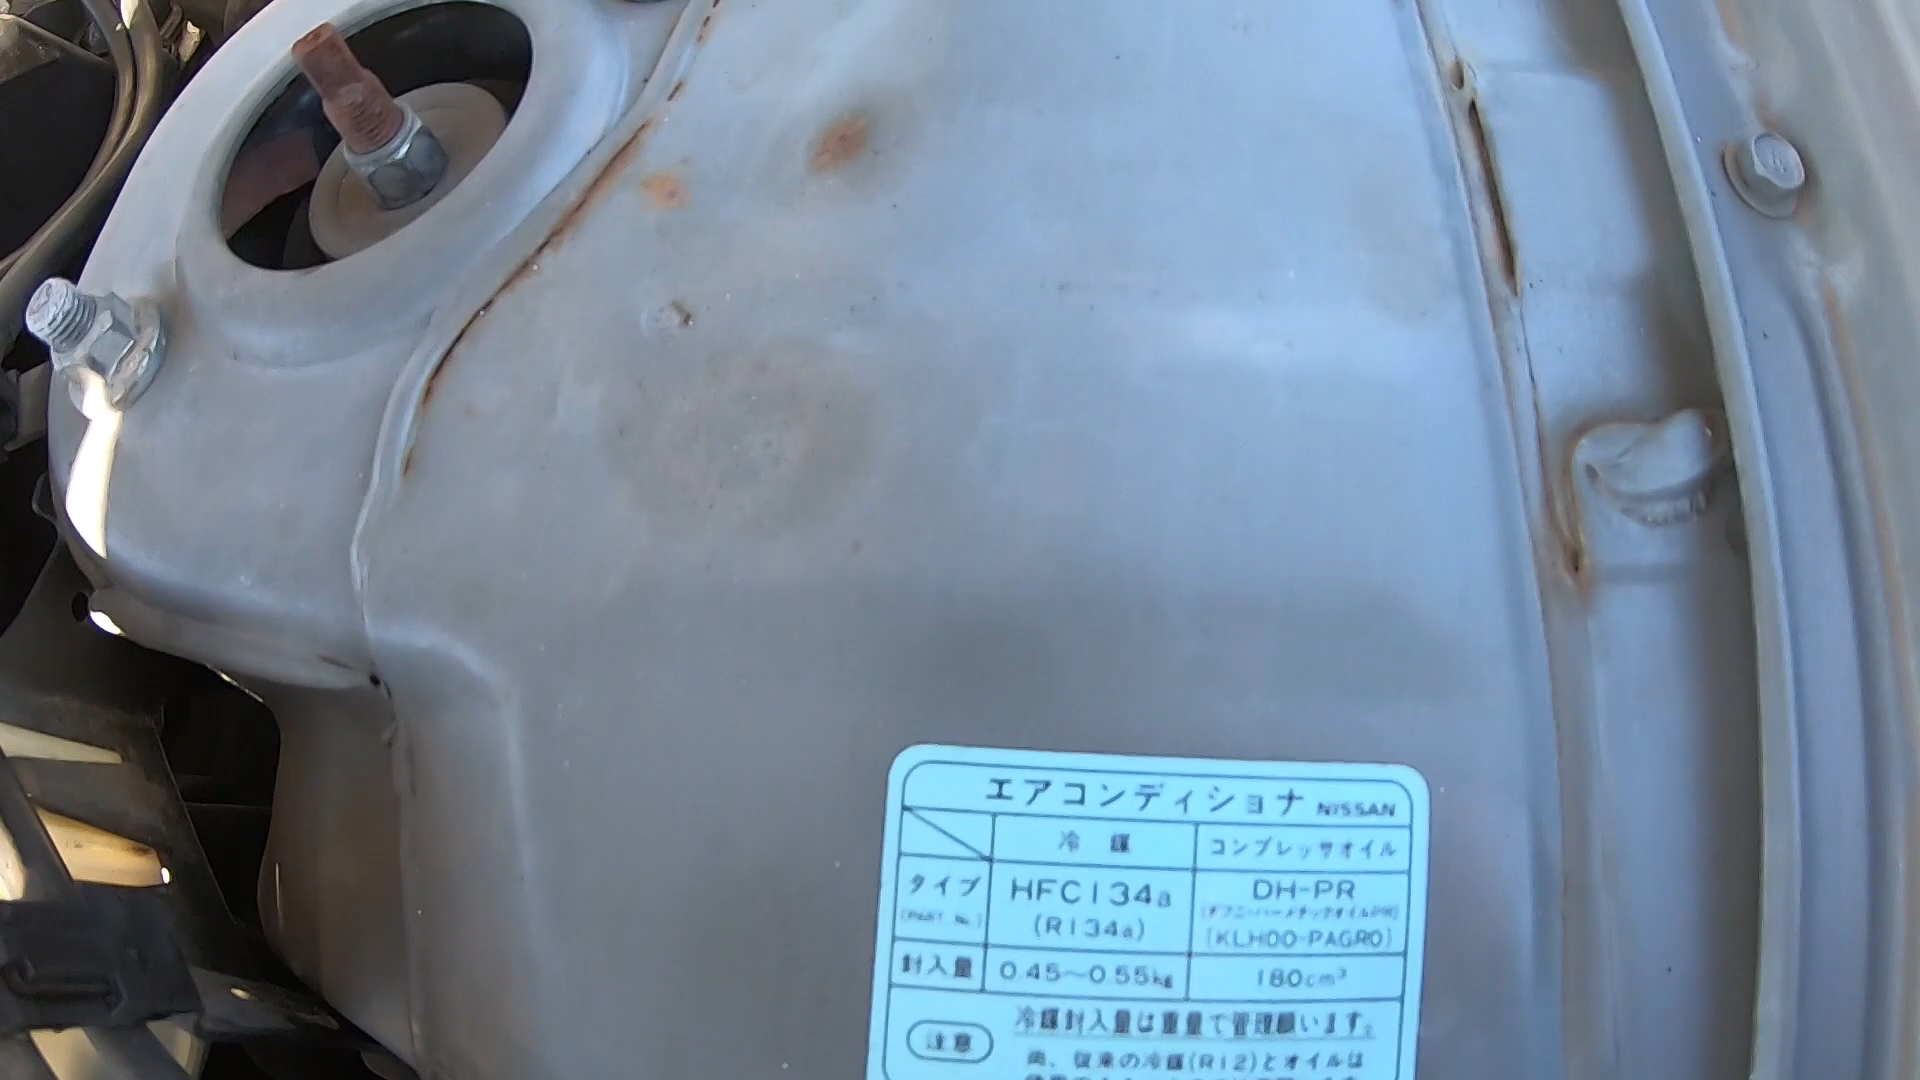 エアコンディショナ NISSAN
冷媒 コンプレッサオイル
タイプ HFC134a DH-PR
(PART No.) (R134a)
(KLH00-PAGR0)
封入量 0.45~0.55kg 180cm³
注意 冷媒封入量は重量で管理願います。
尚、従来の冷媒(R12)とオイルは